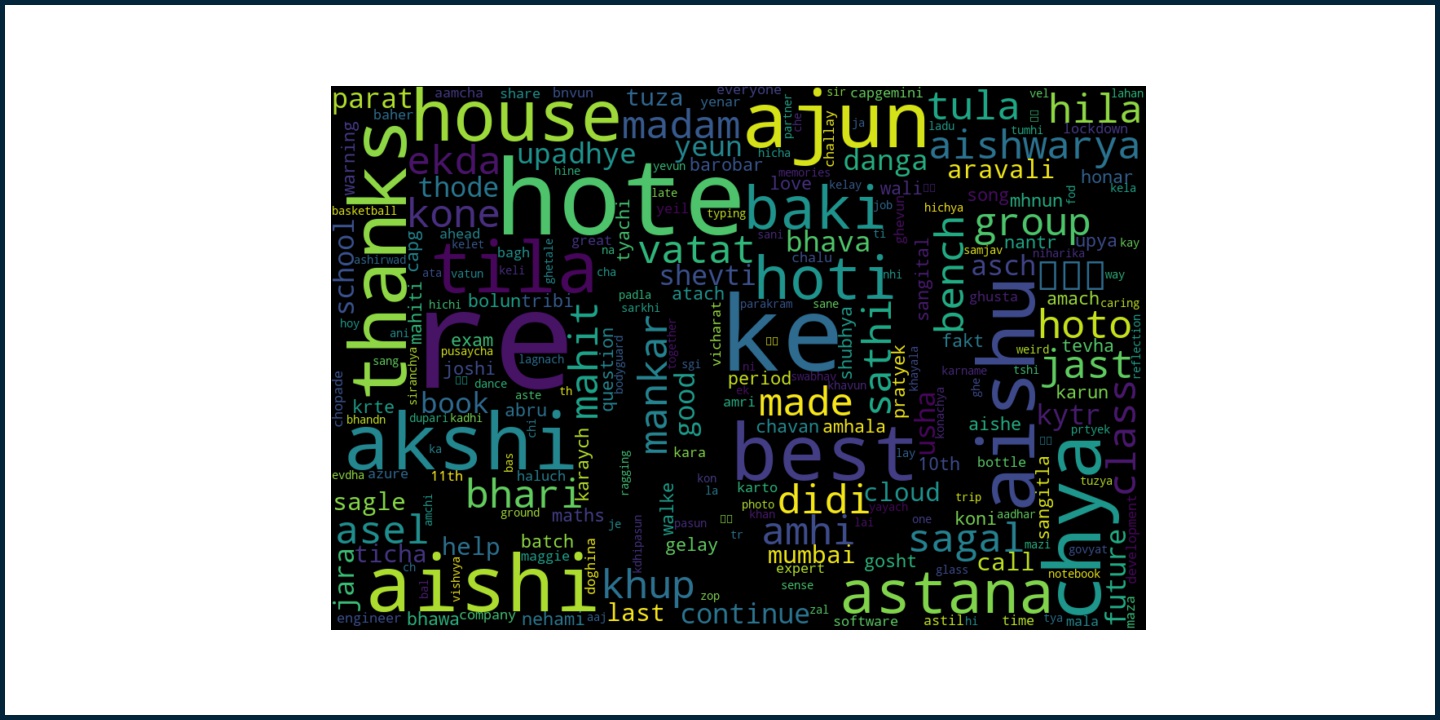 parat
aamcha
share
bnvun
tuza
everyone
yenar
sir
capgemini
tula
vel
lahan
hila
baher
house
madam
partner
che
ajun
challay
ja
ladu
tumhi
lockdown
warning
thanks
ekda
upadhye
yeun
hicha
danga
aishwarya
hine
yevun
barobar
memories
aravali
honar
thode
hote
late
love
kelay
wali
song
mhnun
fod
kela
basketball
kone
yeil
typing
baki
job
ghevun
hichya
group
school
ahead
kelet
great
tyachi
sani
ti
bench
samjav
nantr
upya
kay
ashirwad
capg
bagh
ghetale
na
vatat
bhava
chalu
sangital
asch
niharika
way
mahiti
ata
vatun
keli
tila
cha
shevti
hoti
nhi
hichi
bolun
tribi
padla
atach
parakram
sane
ghusta
amach
caring
hoy
ani
re
sarkhi
ke
shubhya
sathi
aishu
hoto
exam
mahit
together
vicharat
fakt
weird
tevha
reflection
sang
pusaycha
lagnach
question
bodyguard
mankar
sgi
ni
pratyek
khayala
tshi
jast
siranchya
joshi
dance
th
good
period
swabhav
khavun
karname
ghe
karun
chopade
krte
book
aste
amri
ek
made
usha
konachya
kytr
class
bhandn
dupari
kadhi
abru
chi
chavan
amhala
aishe
prtyek
akshi
ka
karaych
kara
best
lay
10th
bottle
chya
evdha
azure
11th
bas
haluch
ragging
kon
karto
didi
cloud
trip
sangitla
tuzya
sagle
bhari
walke
la
photo
yayach
koni
aadhar
asel
amchi
ground
maths
je
pasun
khan
amhi
lai
one
sagal
mazi
development
ticha
help
batch
kdhipasun
tr
mumbai
govyat
jara
ch
maggie
doghina
gelay
expert
gosht
glass
call
notebook
aishi
bal
vishvya
khup
sense
astana
future
engineer
bhawa
company
nehami
aaj
last
zop
continue
zal
software
astil
hi
time
tya
mala
maza